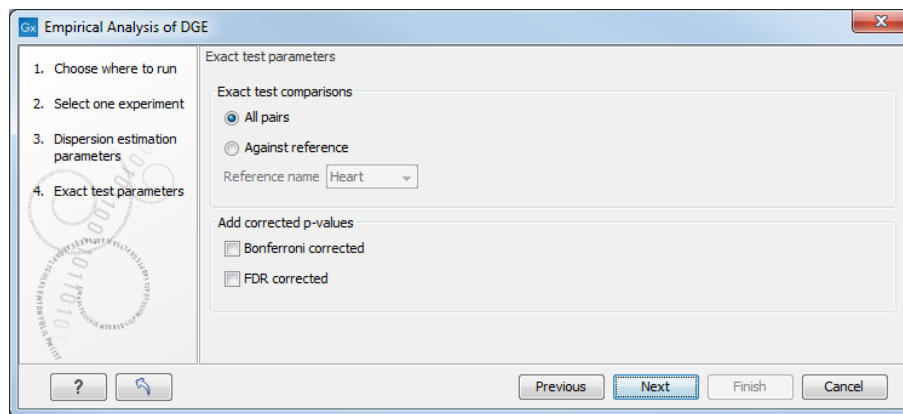 Gx Empirical Analysis of DGE
1. Choose where to run
2. Select one experiment
3. Dispersion estimation
parameters
4. Exact test parameters
Exact test parameters
Exact test comparisons
All pairs
Against reference
Reference name Heart
Add corrected p-values
Bonferroni corrected
FDR corrected
?
Previous Next Finish Cancel